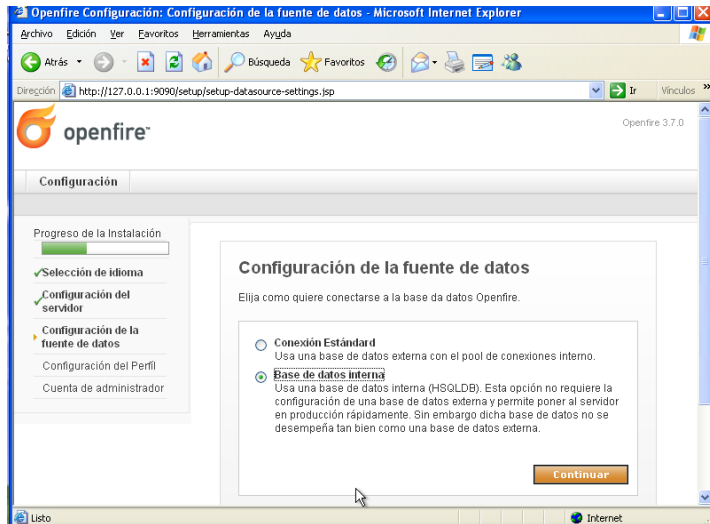 Openfire Configuración: Configuración de la fuente de datos - Microsoft Internet Explorer
Archivo Edición Ver Favoritos Herramientas Ayuda
Atrás Búsqueda Favoritos
Dirección http://127.0.0.1:9090/setup/setup-datasource-settings.jsp Ir Vínculos »
openfire™
Openfire 3.7.0
Configuración
Progreso de la Instalación
Selección de idioma
Configuración del
servidor
Configuración de la
fuente de datos
Configuración del Perfil
Cuenta de administrador
Configuración de la fuente de datos
Elija como quiere conectarse a la base da datos Openfire.
Conexión Estándard
Usa una base de datos externa con el pool de conexiones interno.
Base de datos interna
Usa una base de datos interna (HSQLDB). Esta opción no requiere la
configuración de una base de datos externa y permite poner al servidor
en producción rápidamente. Sin embargo dicha base de datos no se
desempeña tan bien como una base de datos externa.
Continuar
Listo
Internet